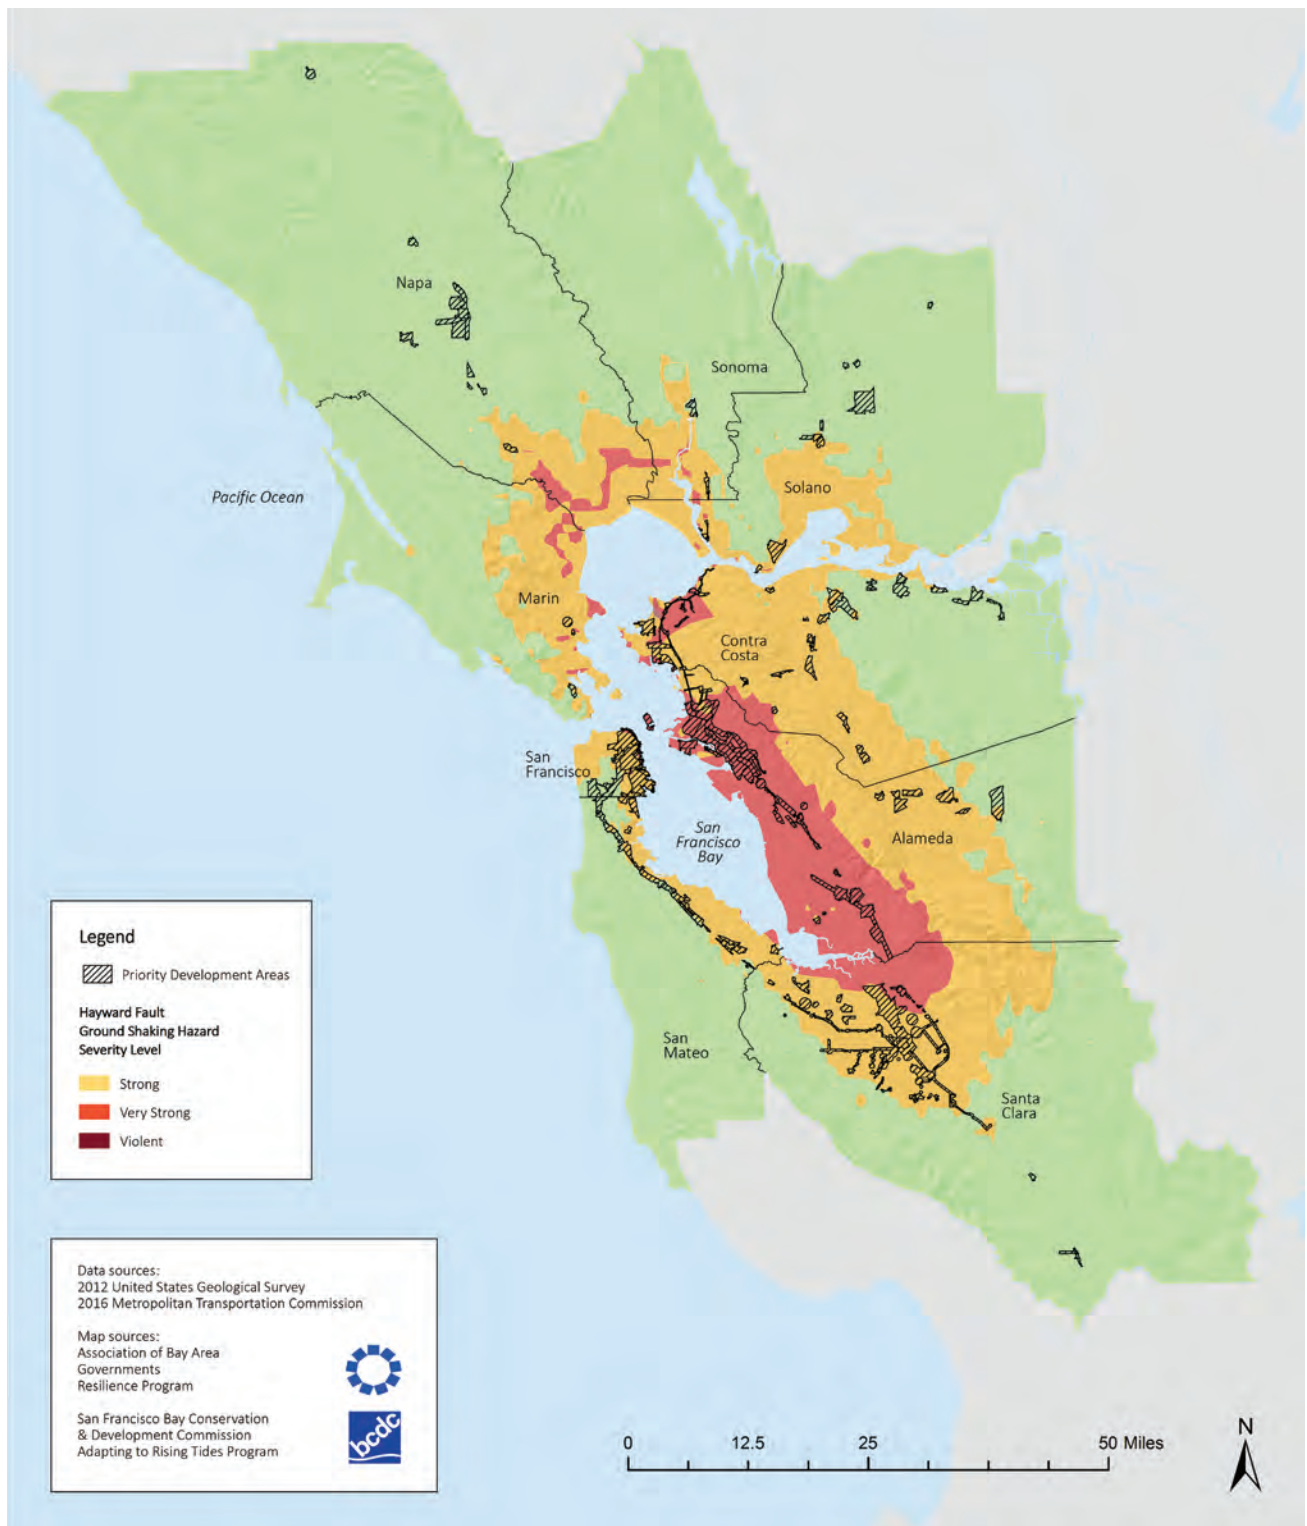 Napa
Sonoma
Pacific Ocean
Solano
Marin
Contra
Costa
San
Francisco
San
Francisco
Bay
Alameda
San
Mateo
Santa
Clara
Legend
Priority Development Areas
Hayward Fault
Ground Shaking Hazard
Severity Level
Strong
Very Strong
Violent
Data sources:
2012 United States Geological Survey
2016 Metropolitan Transportation Commission
Map sources:
Association of Bay Area
Governments
Resilience Program
San Francisco Bay Conservation
& Development Commission
Adapting to Rising Tides Program
bcdc
0 12.5 25 50 Miles
N